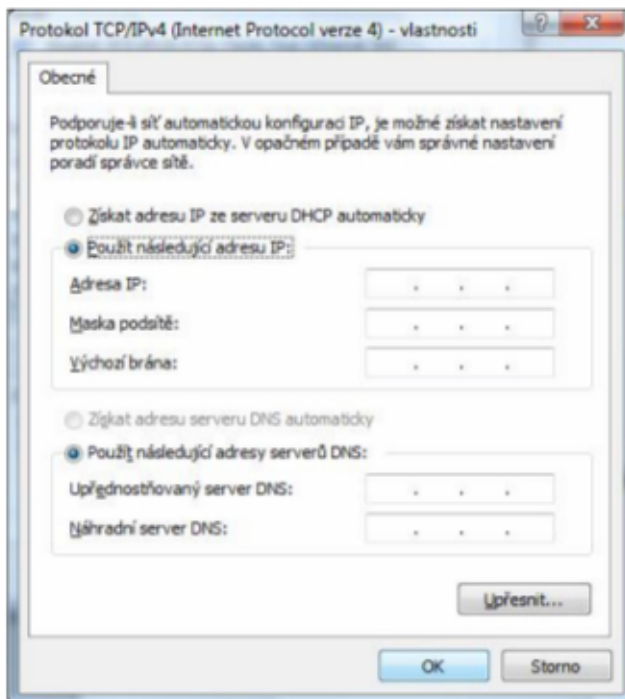 Protokol TCP/IPv4 (Internet Protocol verze 4) - vlastnosti
Obecné
Podporuje-li síť automatickou konfiguraci IP, je možné získat nastavení
protokolu IP automaticky. V opačném případě vám správné nastavení
poradí správce sítě.
Získat adresu IP ze serveru DHCP automaticky
Použít následující adresu IP:
Adresa IP:
Maska podsítě:
Výchozí brána:
Získat adresu serveru DNS automaticky
Použít následující adresy serverů DNS:
Upřednostňovaný server DNS:
Náhradní server DNS:
Upřesnit...
OK
Storno